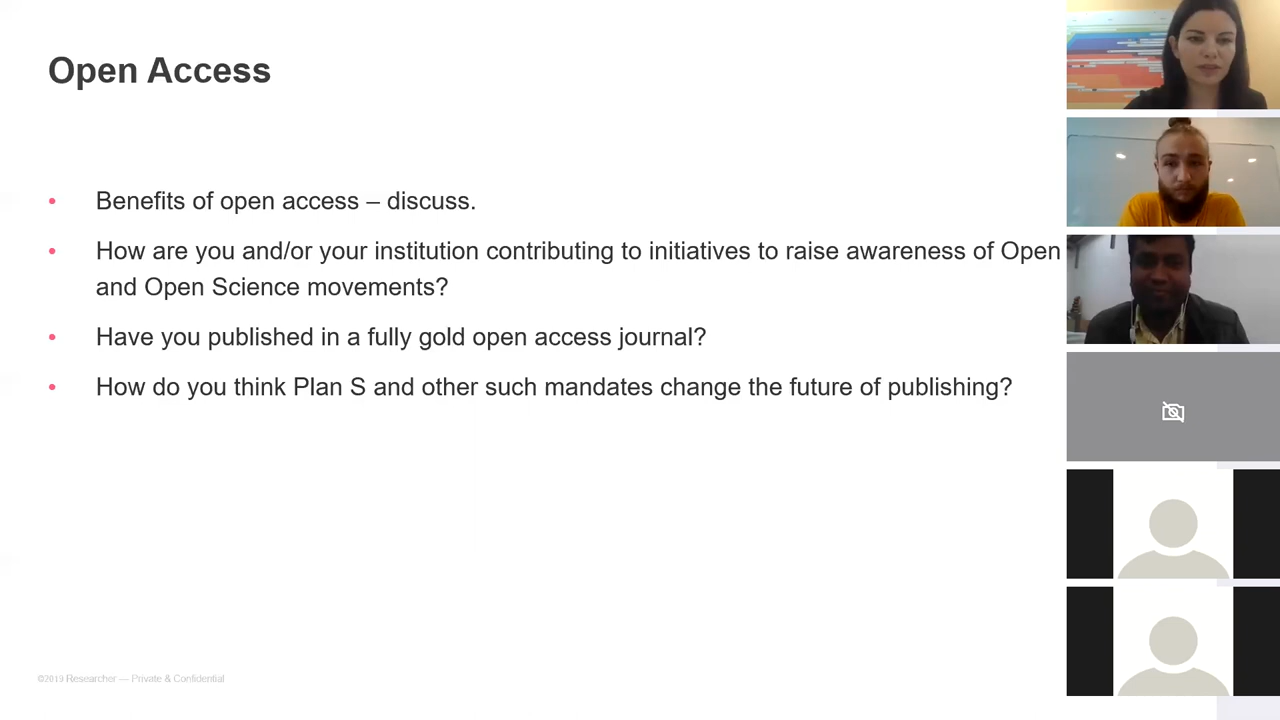 Open Access
• Benefits of open access – discuss.
• How are you and/or your institution contributing to initiatives to raise awareness of Open
and Open Science movements?
• Have you published in a fully gold open access journal?
• How do you think Plan S and other such mandates change the future of publishing?
©2019 Researcher — Private & Confidential